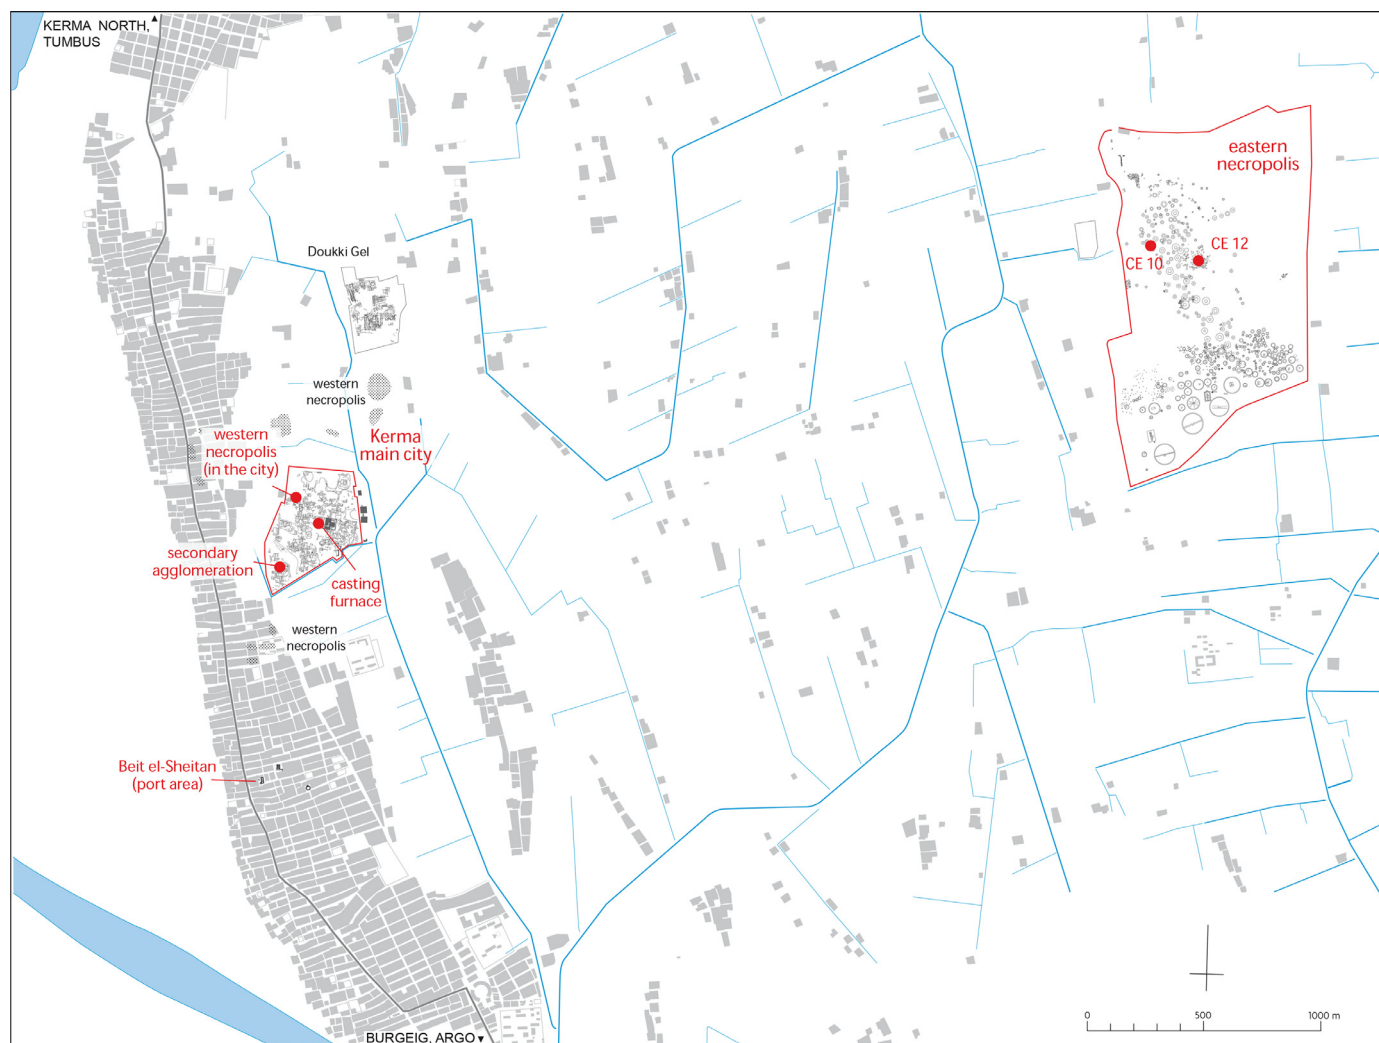 KERMA NORTH,
TUMBUS
eastern
necropolis
CE 12
CE 10
Doukki Gel
western
necropolis
Kerma
main city
western
necropolis
(in the city)
secondary
agglomeration
casting
furnace
western
necropolis
Beit el-Sheitan
(port area)
0 500 1000 m
BURGEIG, ARGO